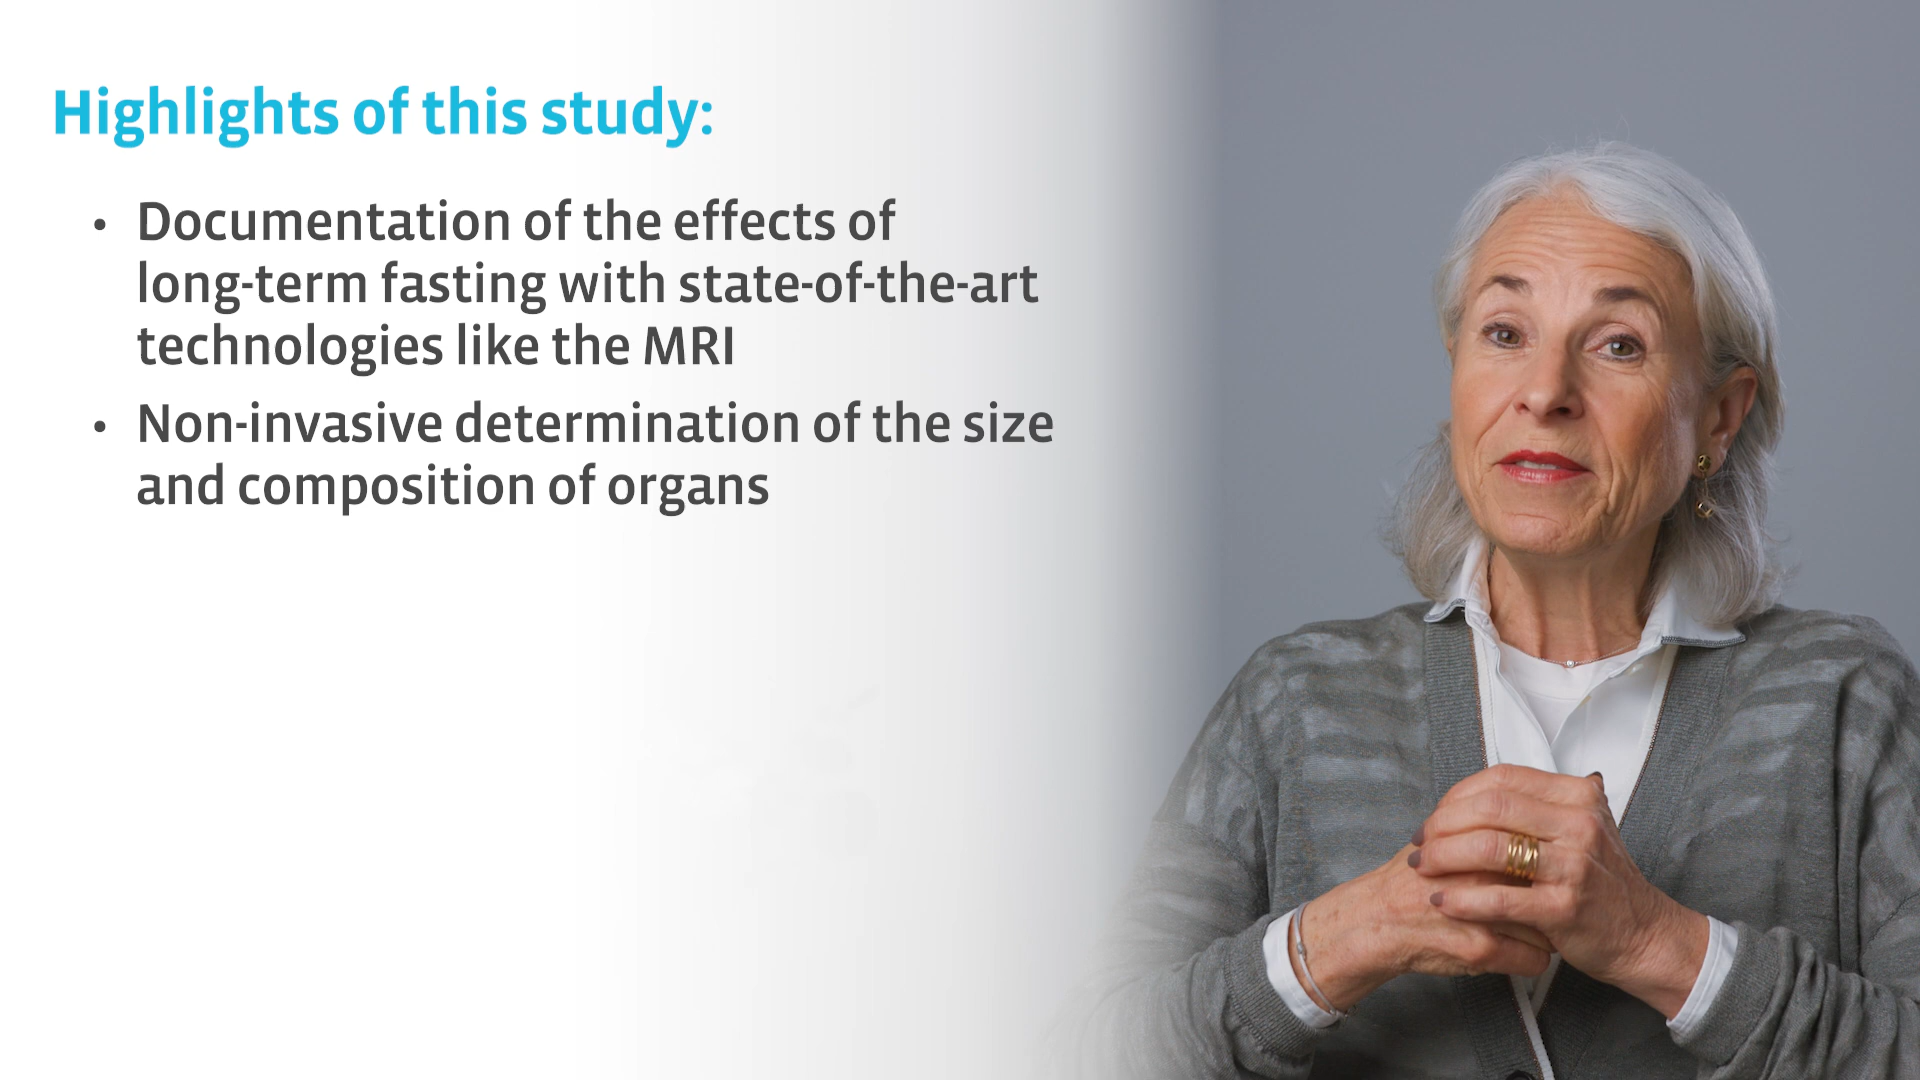 Highlights of this study:
• Documentation of the effects of
long-term fasting with state-of-the-art
technologies like the MRI
• Non-invasive determination of the size
and composition of organs